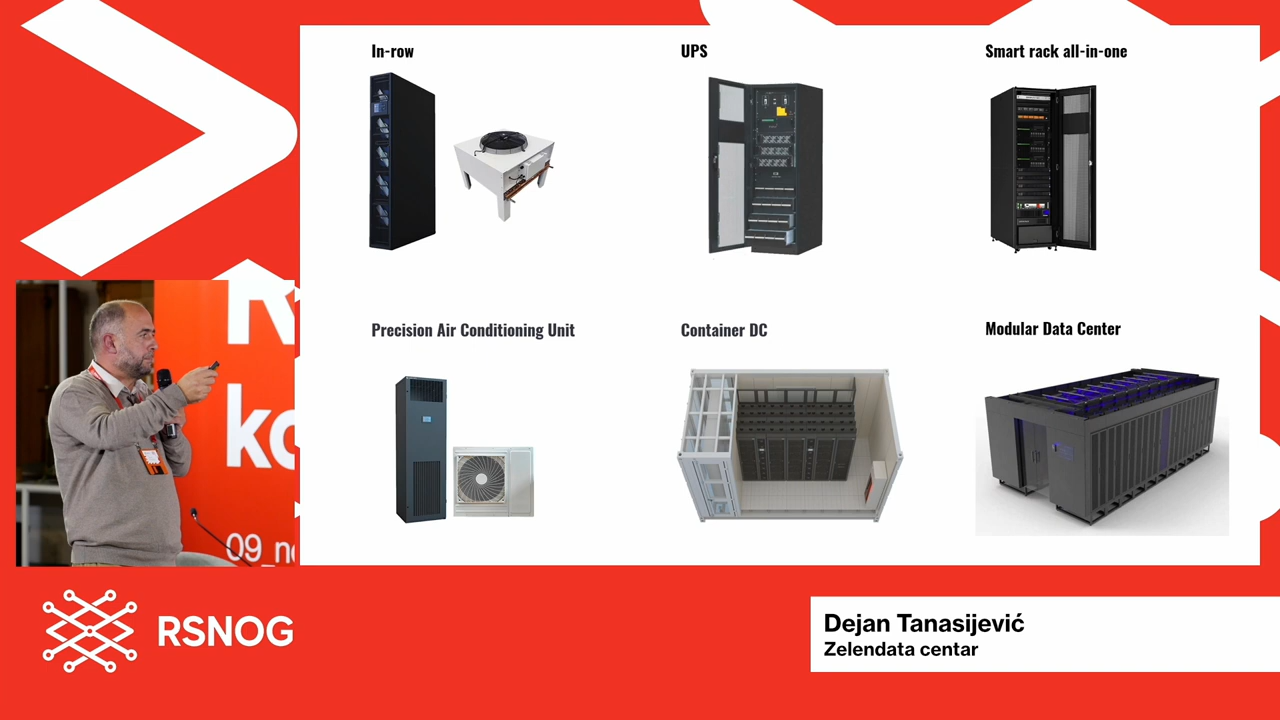 In-row
UPS
Smart rack all-in-one
Precision Air Conditioning Unit
Container DC
Modular Data Center
09_
RSNOG
Dejan Tanasijević
Zelendata centar